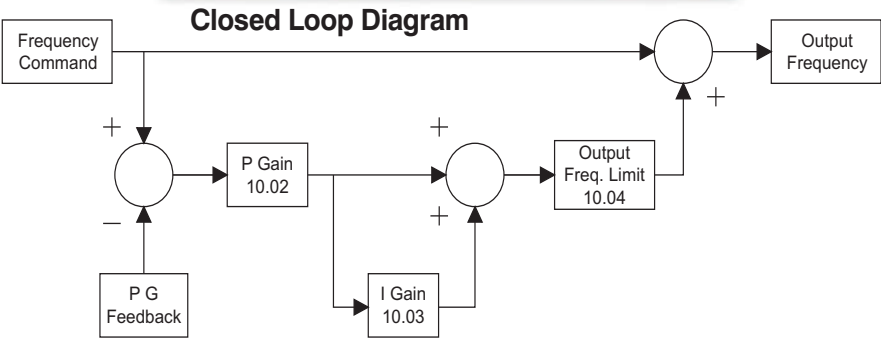 Closed Loop Diagram
Frequency
Command
Output
Frequency
+
+
P Gain
10.02
+
Output
Freq. Limit
10.04
+
−
P G
Feedback
I Gain
10.03